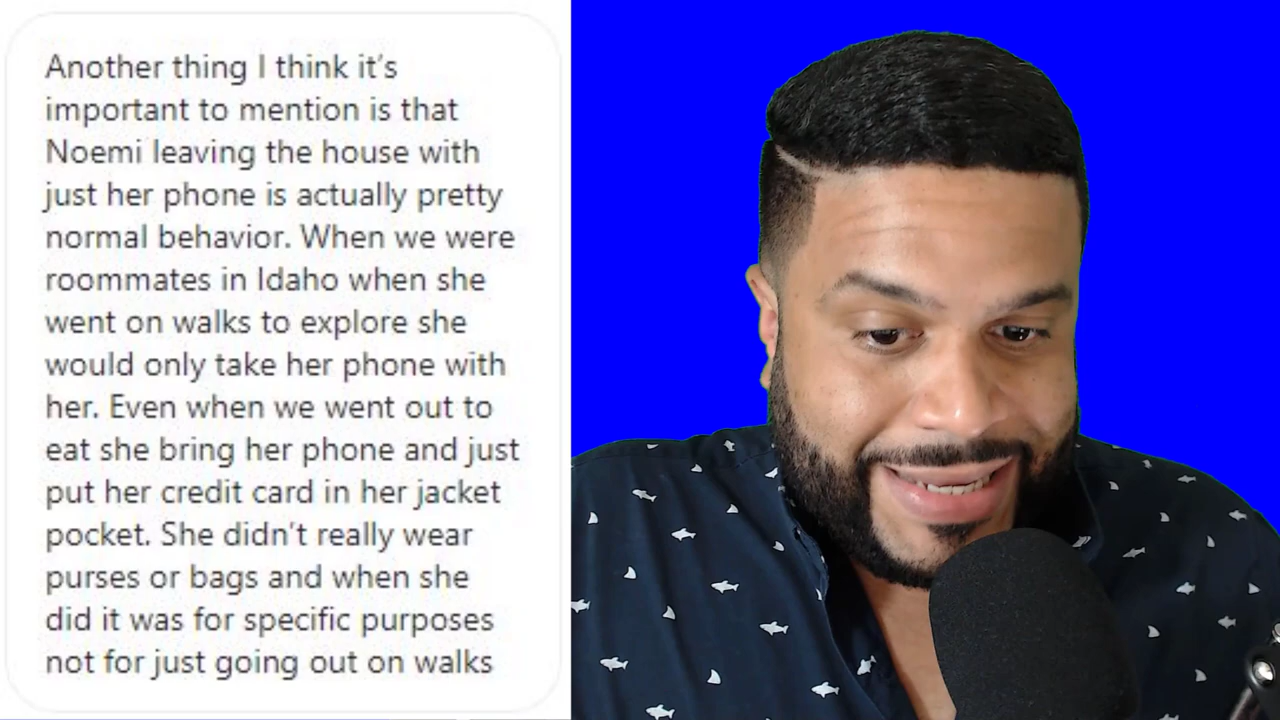 Another thing I think it’s
important to mention is that
Noemi leaving the house with
just her phone is actually pretty
normal behavior. When we were
roommates in Idaho when she
went on walks to explore she
would only take her phone with
her. Even when we went out to
eat she bring her phone and just
put her credit card in her jacket
pocket. She didn’t really wear
purses or bags and when she
did it was for specific purposes
not for just going out on walks